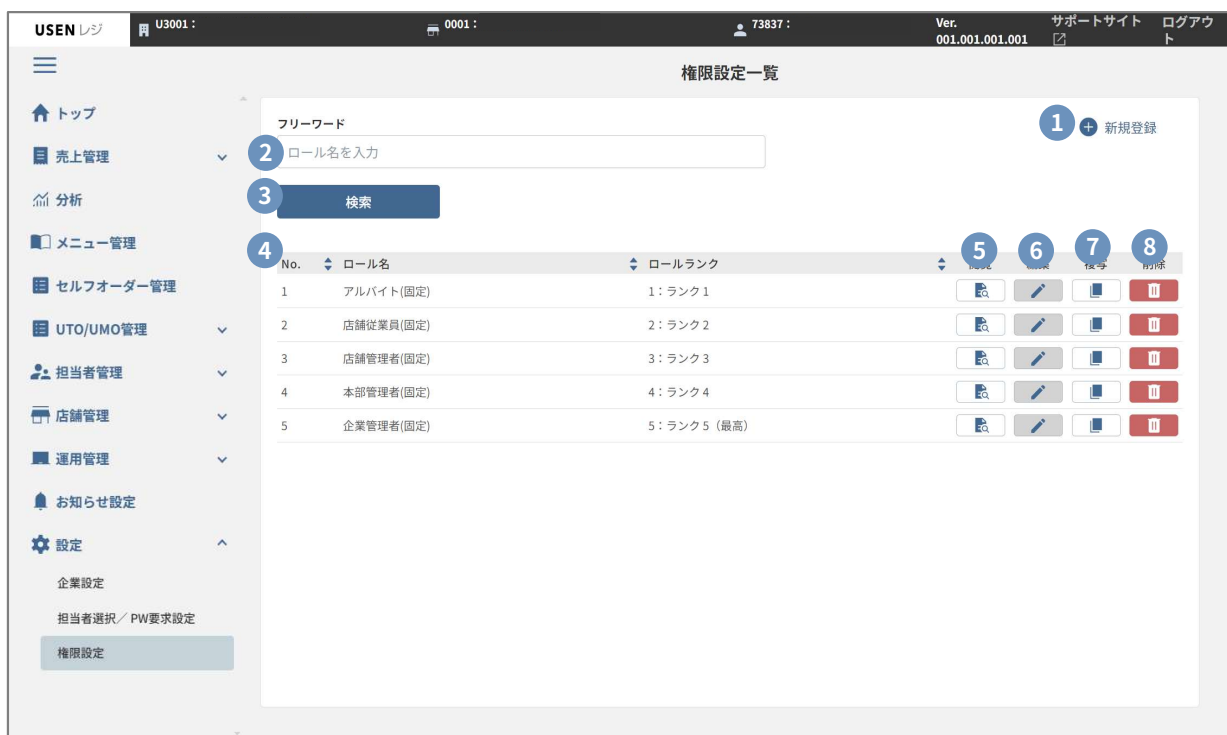 USEN レジ
U3001：
0001：
73837：
Ver.
001.001.001.001
サポートサイト
ログアウ
ト
権限設定一覧
トップ
売上管理
分析
メニュー管理
セルフオーダー管理
UTO/UMO管理
担当者管理
店舗管理
運用管理
お知らせ設定
設定
企業設定
担当者選択／PW要求設定
権限設定
フリーワード
1 新規登録
2 ロール名を入力
3 検索
4 5 6 7 8
No. ロール名 ロールランク 複写 削除
1 アルバイト(固定) 1：ランク1
2 店舗従業員(固定) 2：ランク2
3 店舗管理者(固定) 3：ランク3
4 本部管理者(固定) 4：ランク4
5 企業管理者(固定) 5：ランク5（最高）